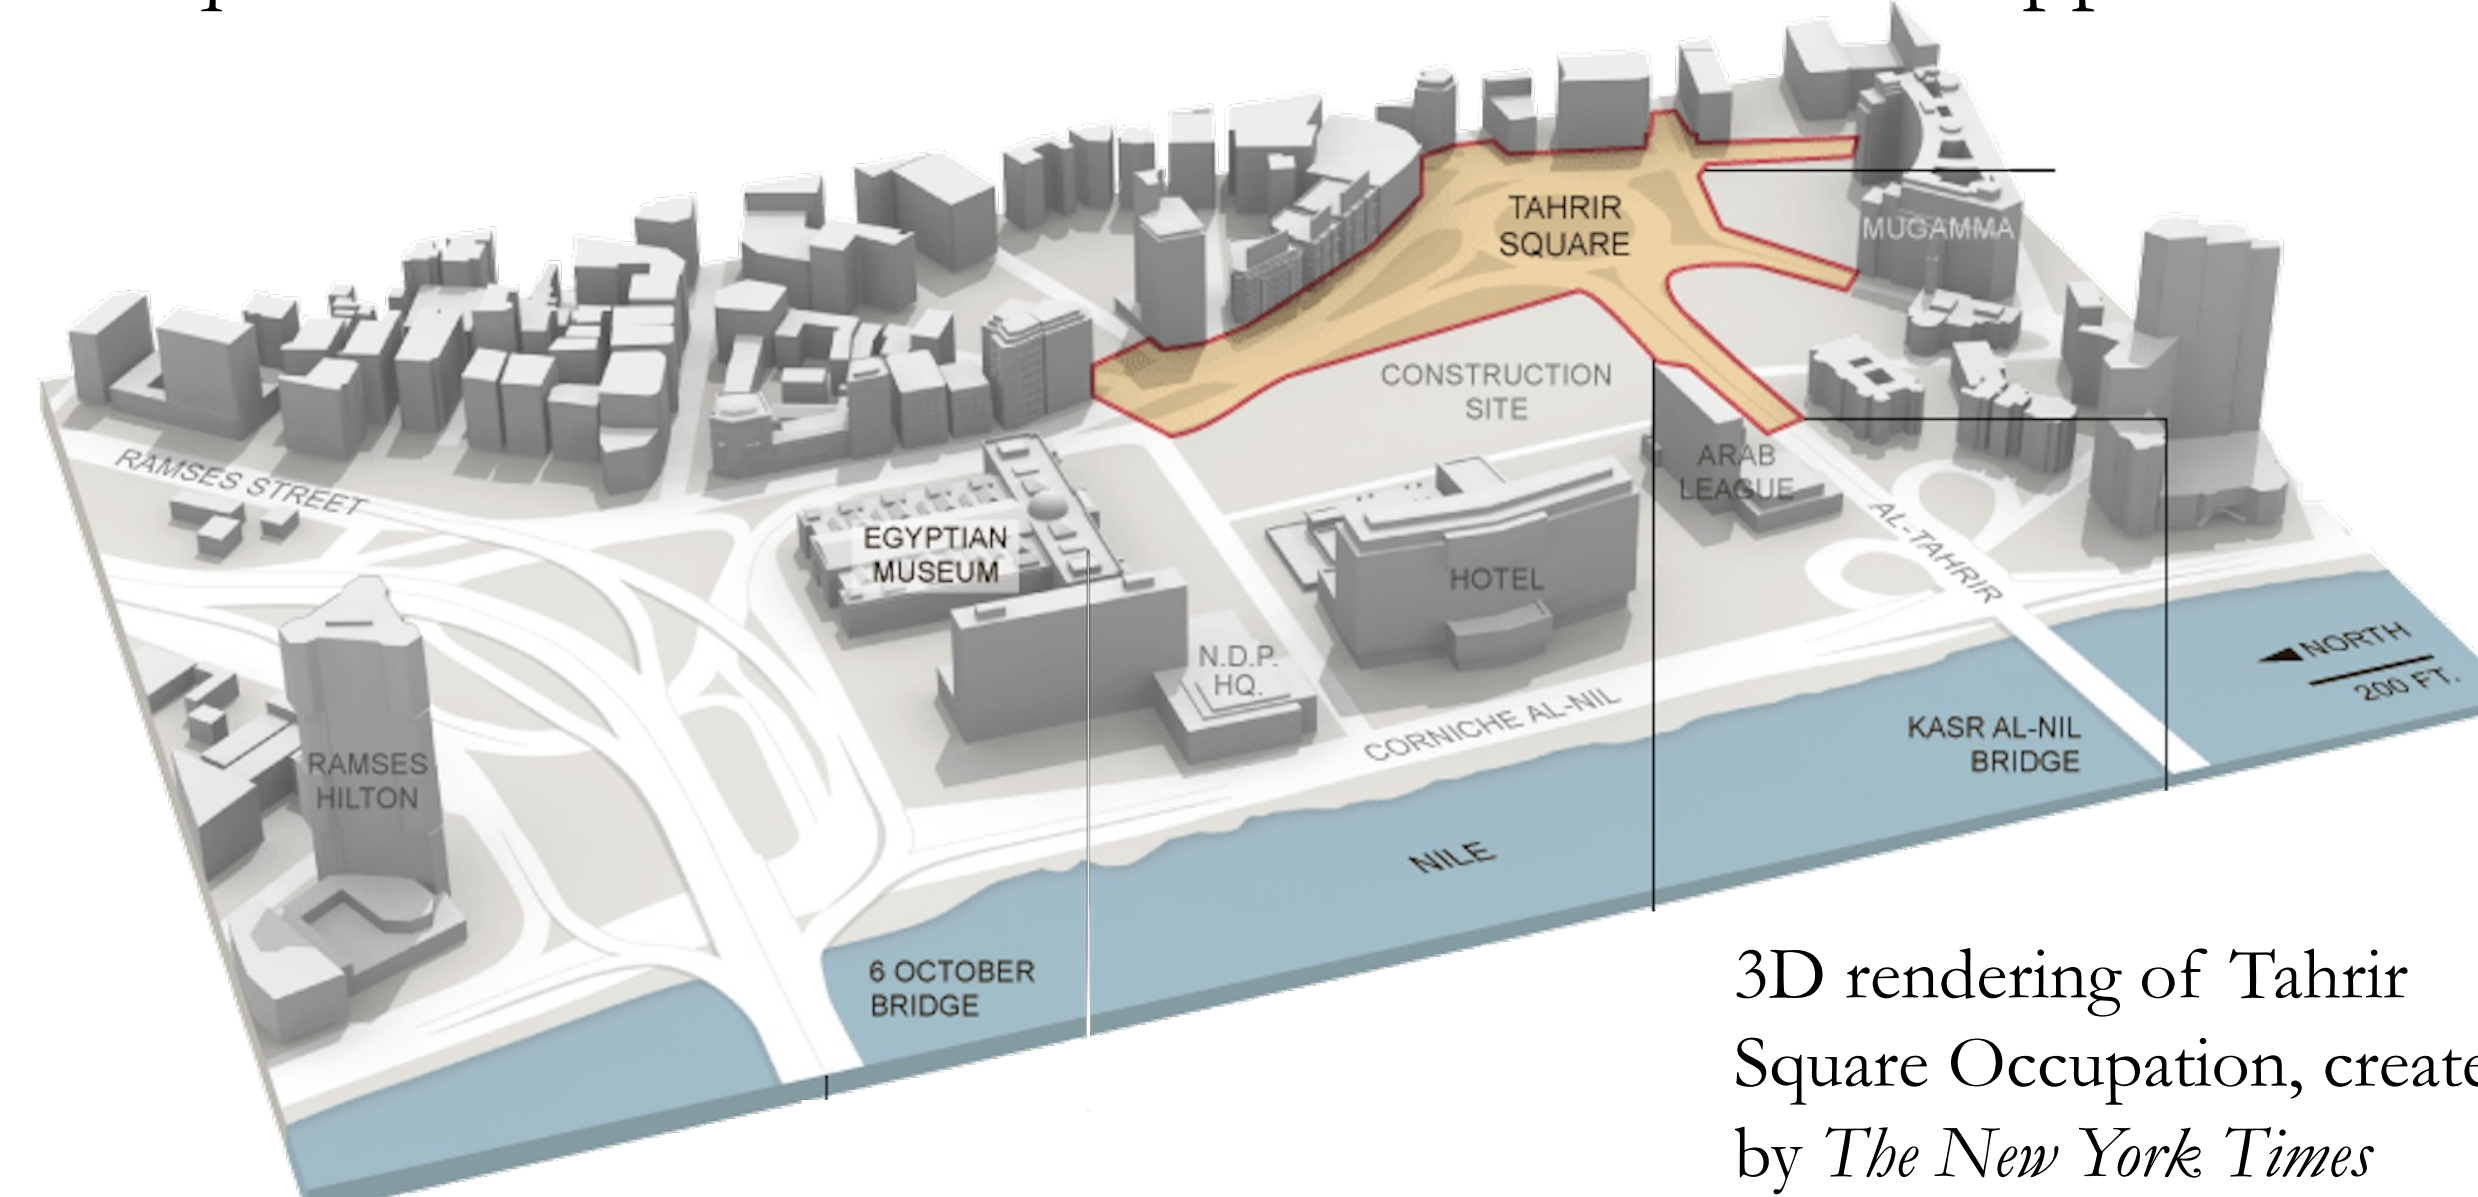 TAHRIR
SQUARE
MUGAMMA
CONSTRUCTION
SITE
RAMSES STREET
ARAB
LEAGUE
AL-TAHRIR
EGYPTIAN
MUSEUM
HOTEL
N.D.P.
HQ.
CORNICHE AL-NIL
NORTH
200 FT.
KASR AL-NIL
BRIDGE
RAMSES
HILTON
NILE
6 OCTOBER
BRIDGE
3D rendering of Tahrir
Square Occupation, create
by The New York Times